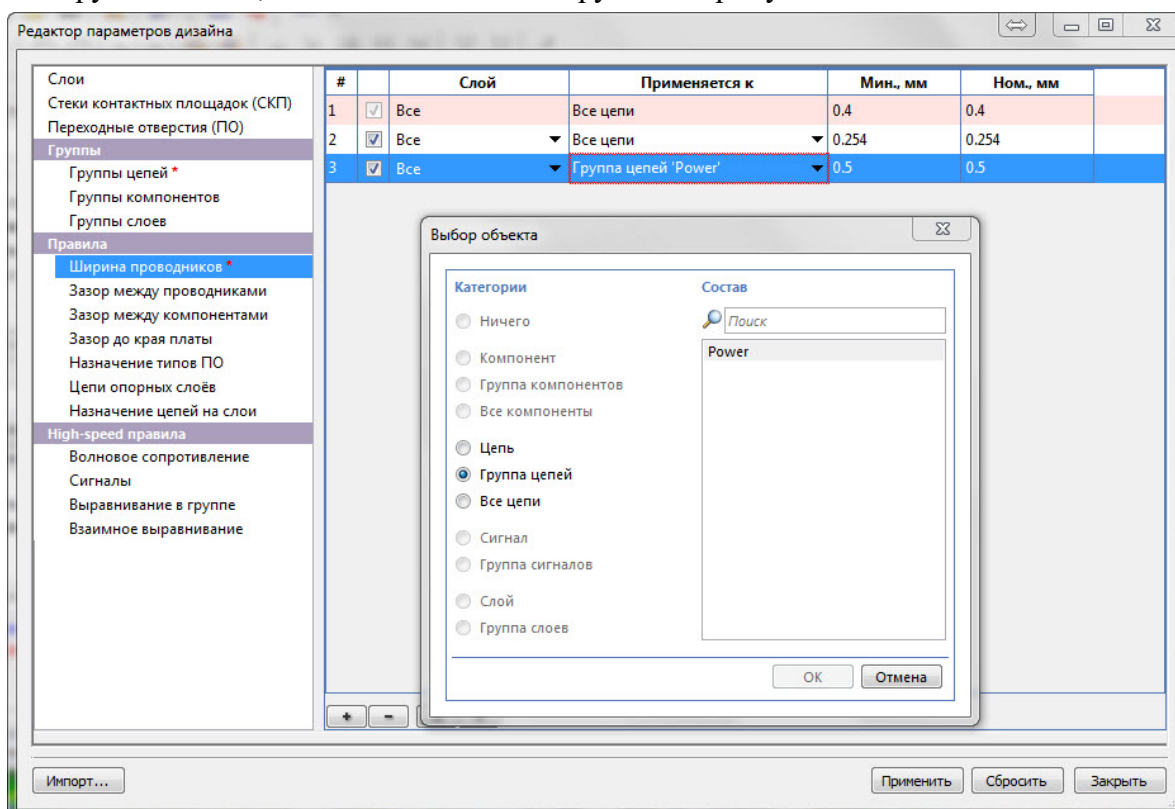 Редактор параметров дизайна
Слои
Стеки контактных площадок (СКП)
Переходные отверстия (ПО)
Группы
Группы цепей *
Группы компонентов
Группы слоев
Правила
Ширина проводников *
Зазор между проводниками
Зазор между компонентами
Зазор до края платы
Назначение типов ПО
Цепи опорных слоёв
Назначение цепей на слои
High-speed правила
Волновое сопротивление
Сигналы
Выравнивание в группе
Взаимное выравнивание
# Слой Применяется к Мин., мм Ном., мм
1 Все Все цепи 0.4 0.4
2 Все Все цепи 0.254 0.254
3 Все Группа цепей 'Power' 0.5 0.5
Выбор объекта
Категории
Ничего
Компонент
Группа компонентов
Все компоненты
Цепь
Группа цепей
Все цепи
Сигнал
Группа сигналов
Слой
Группа слоев
Состав
Поиск
Power
OK Отмена
+ -
Импорт... Применить Сбросить Закрыть